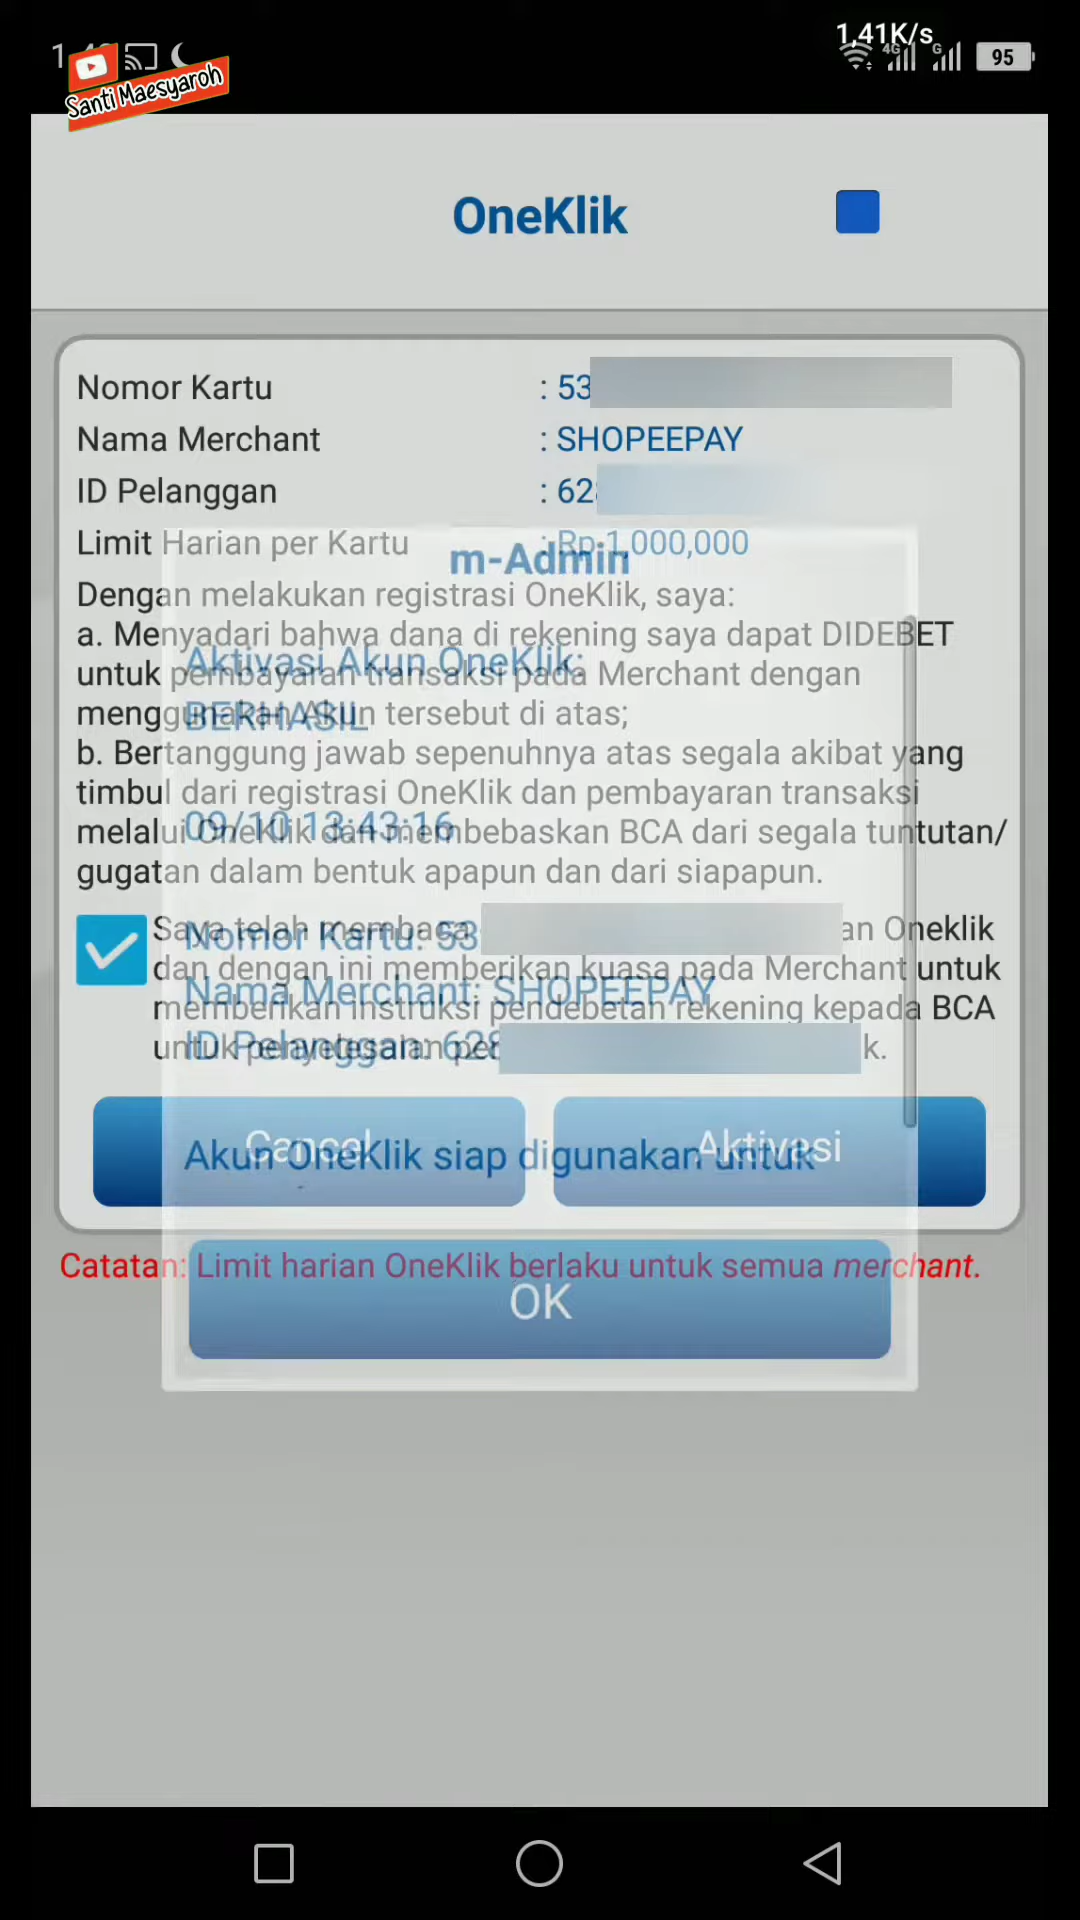 1,41K/s
4G
G
95
Santi Maesyaroh
OneKlik
Nomor Kartu : 53
Nama Merchant : SHOPEEPAY
ID Pelanggan : 62
Limit Harian per Kartu : Rp 1,000,000
Dengan melakukan registrasi OneKlik, saya:
a. Menyadari bahwa dana di rekening saya dapat DIDEBET
untuk pembayaran transaksi pada Merchant dengan
menggunakan Akun tersebut di atas;
b. Bertanggung jawab sepenuhnya atas segala akibat yang
timbul dari registrasi OneKlik dan pembayaran transaksi
melalui OneKlik dan membebaskan BCA dari segala tuntutan/
gugatan dalam bentuk apapun dan dari siapapun.
Saya telah membaca an Oneklik
dan dengan ini memberikan kuasa pada Merchant untuk
memberikan instruksi pendebetan rekening kepada BCA
untuk penyelesaian k.
Cancel
Aktivasi
Catatan: Limit harian OneKlik berlaku untuk semua merchant.
m-Admin
Aktivasi Akun OneKlik:
BERHASIL
09/10 13:43:16
Nomor Kartu: 53
Nama Merchant: SHOPEEPAY
ID Pelanggan: 628
Akun OneKlik siap digunakan untuk
OK